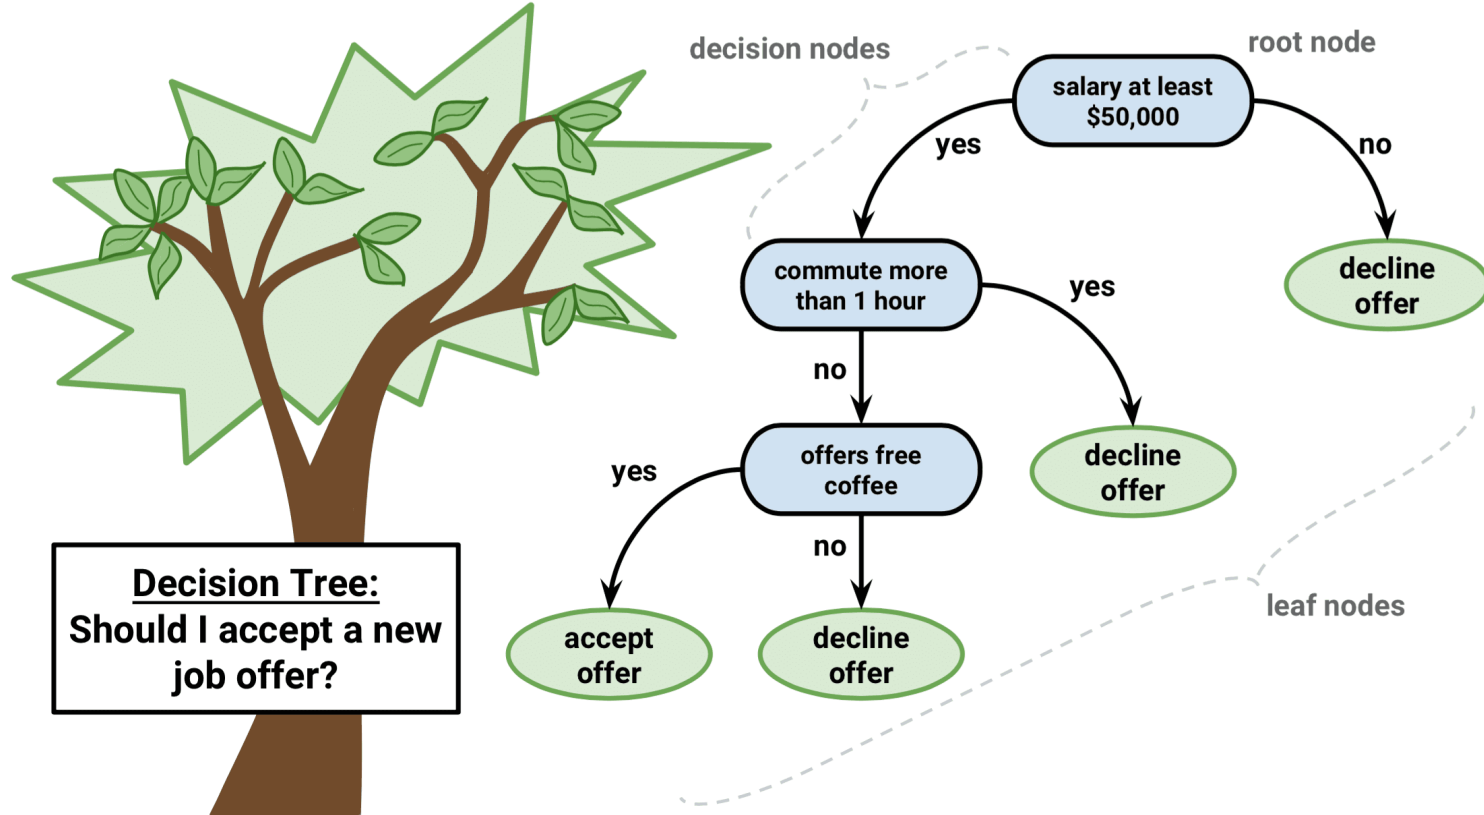 decision nodes
root node
salary at least
$50,000
yes
no
commute more
than 1 hour
yes
decline
offer
no
offers free
coffee
decline
offer
yes
no
accept
offer
decline
offer
leaf nodes
Decision Tree:
Should I accept a new
job offer?